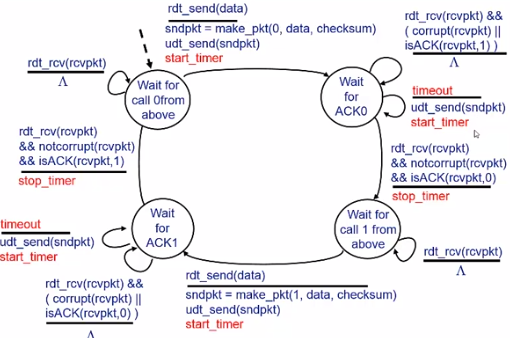 rdt_send(data)
sndpkt = make_pkt(0, data, checksum)
udt_send(sndpkt)
start_timer
rdt_rcv(rcvpkt) &&
( corrupt(rcvpkt) ||
isACK(rcvpkt,1) )
Λ
rdt_rcv(rcvpkt)
Λ
Wait for
call 0from
above
Wait
for
ACK0
timeout
udt_send(sndpkt)
start_timer
rdt_rcv(rcvpkt)
&& notcorrupt(rcvpkt)
&& isACK(rcvpkt,1)
stop_timer
rdt_rcv(rcvpkt)
&& notcorrupt(rcvpkt)
&& isACK(rcvpkt,0)
stop_timer
timeout
udt_send(sndpkt)
start_timer
Wait
for
ACK1
Wait for
call 1 from
above
rdt_rcv(rcvpkt)
Λ
rdt_rcv(rcvpkt) &&
( corrupt(rcvpkt) ||
isACK(rcvpkt,0) )
Λ
rdt_send(data)
sndpkt = make_pkt(1, data, checksum)
udt_send(sndpkt)
start_timer